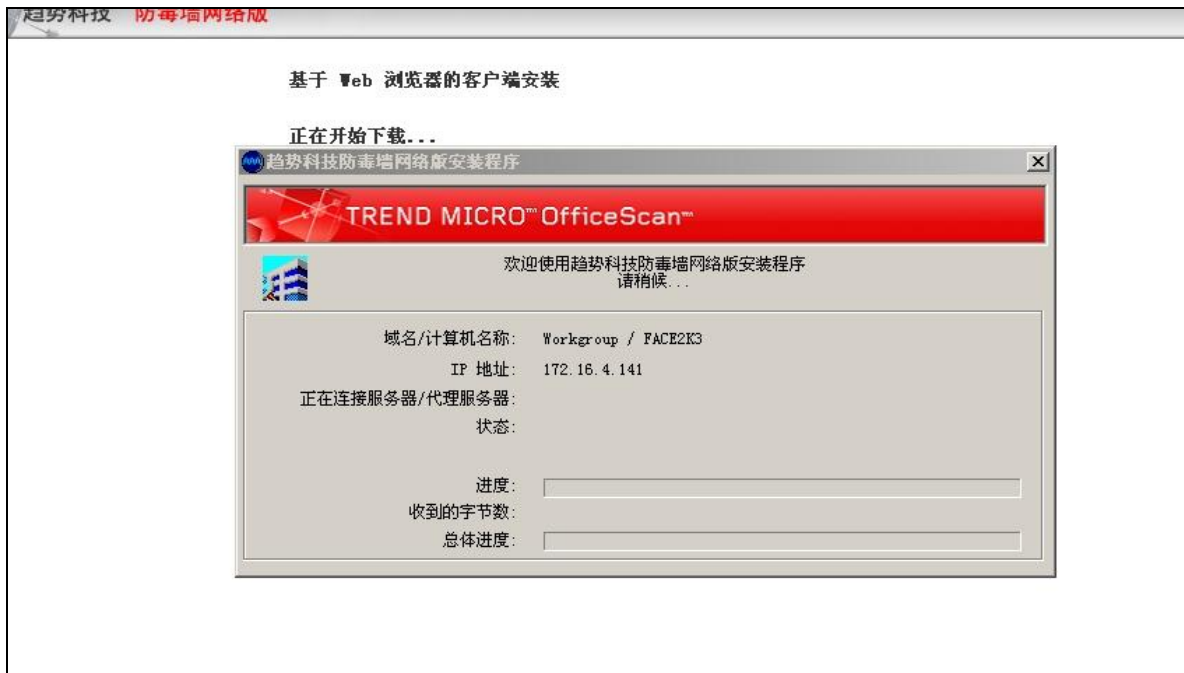 趋势科技 防毒墙网络版
基于 Web 浏览器的客户端安装
正在开始下载...
趋势科技防毒墙网络版安装程序
TREND MICRO™ OfficeScan™
欢迎使用趋势科技防毒墙网络版安装程序
请稍候...
域名/计算机名称: Workgroup / FACE2K3
IP 地址: 172.16.4.141
正在连接服务器/代理服务器:
状态:
进度:
收到的字节数:
总体进度: